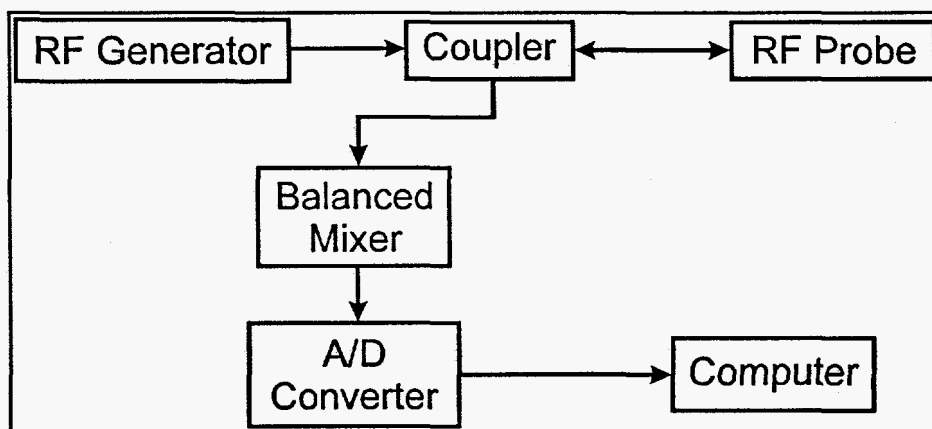 RF Generator
Coupler
RF Probe
Balanced
Mixer
A/D
Converter
Computer